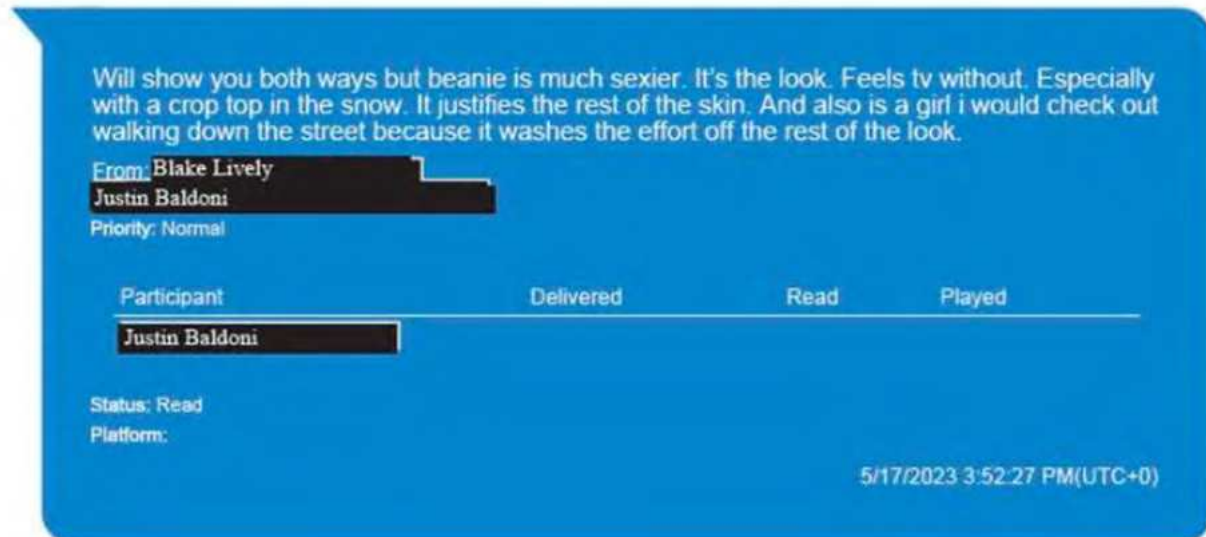 Will show you both ways but beanie is much sexier. It's the look. Feels tv without. Especially
with a crop top in the snow. It justifies the rest of the skin. And also is a girl i would check out
walking down the street because it washes the effort off the rest of the look.
From: Blake Lively
Justin Baldoni
Priority: Normal
Participant Delivered Read Played
Justin Baldoni
Status: Read
Platform:
5/17/2023 3:52:27 PM(UTC+0)